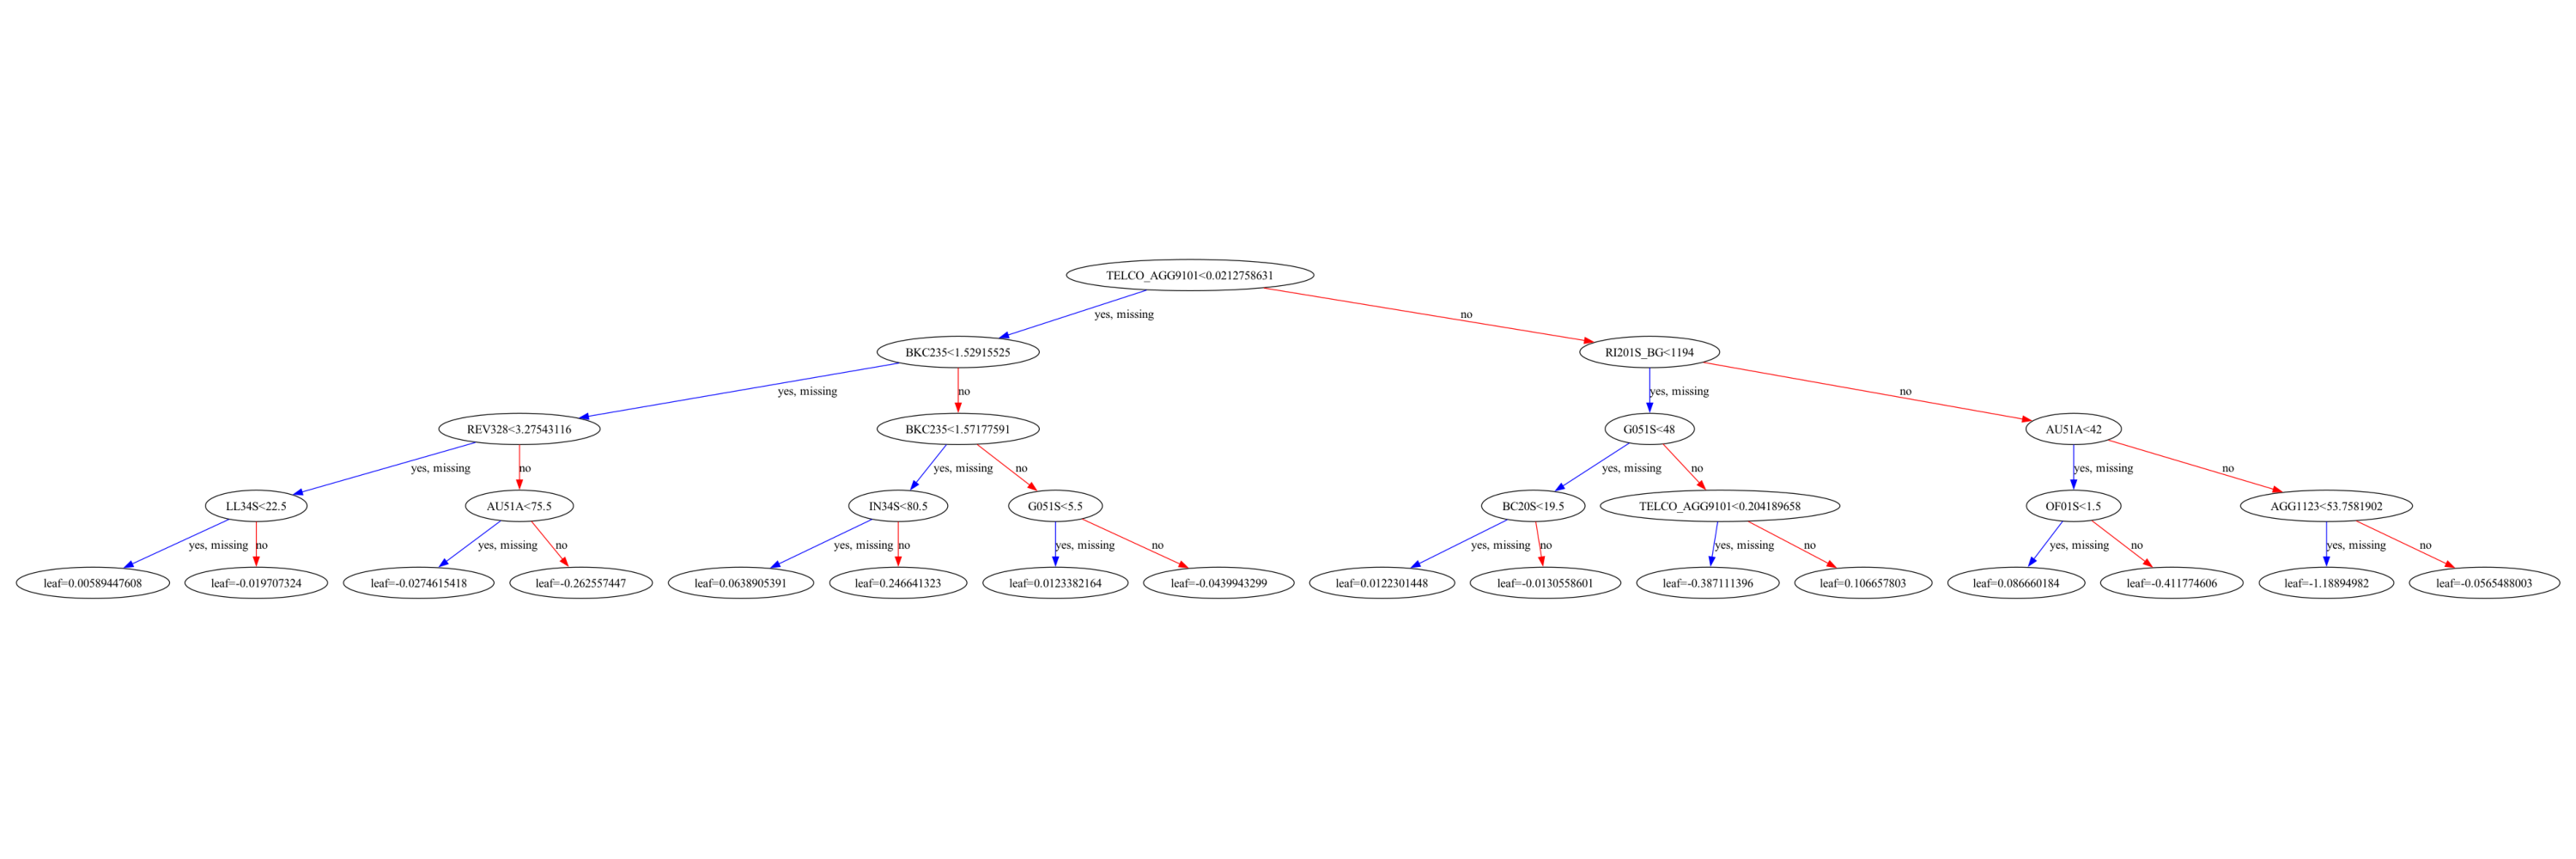 TELCO_AGG9101<0.0212758631
yes, missing
no
BKC235<1.52915525
RI201S_BG<1194
yes, missing
no
yes, missing
no
REV328<3.27543116
BKC235<1.57177591
G051S<48
AU51A<42
yes, missing
no
yes, missing
no
yes, missing
no
yes, missing
no
LL34S<22.5
AU51A<75.5
IN34S<80.5
G051S<5.5
BC20S<19.5
TELCO_AGG9101<0.204189658
OF01S<1.5
AGG1123<53.7581902
yes, missing
no
yes, missing
no
yes, missing
no
yes, missing
no
yes, missing
no
yes, missing
no
yes, missing
no
yes, missing
no
leaf=0.00589447608
leaf=-0.019707324
leaf=-0.0274615418
leaf=-0.262557447
leaf=0.0638905391
leaf=0.246641323
leaf=0.0123382164
leaf=-0.0439943299
leaf=0.0122301448
leaf=-0.0130558601
leaf=-0.387111396
leaf=0.106657803
leaf=0.086660184
leaf=-0.411774606
leaf=-1.18894982
leaf=-0.0565488003